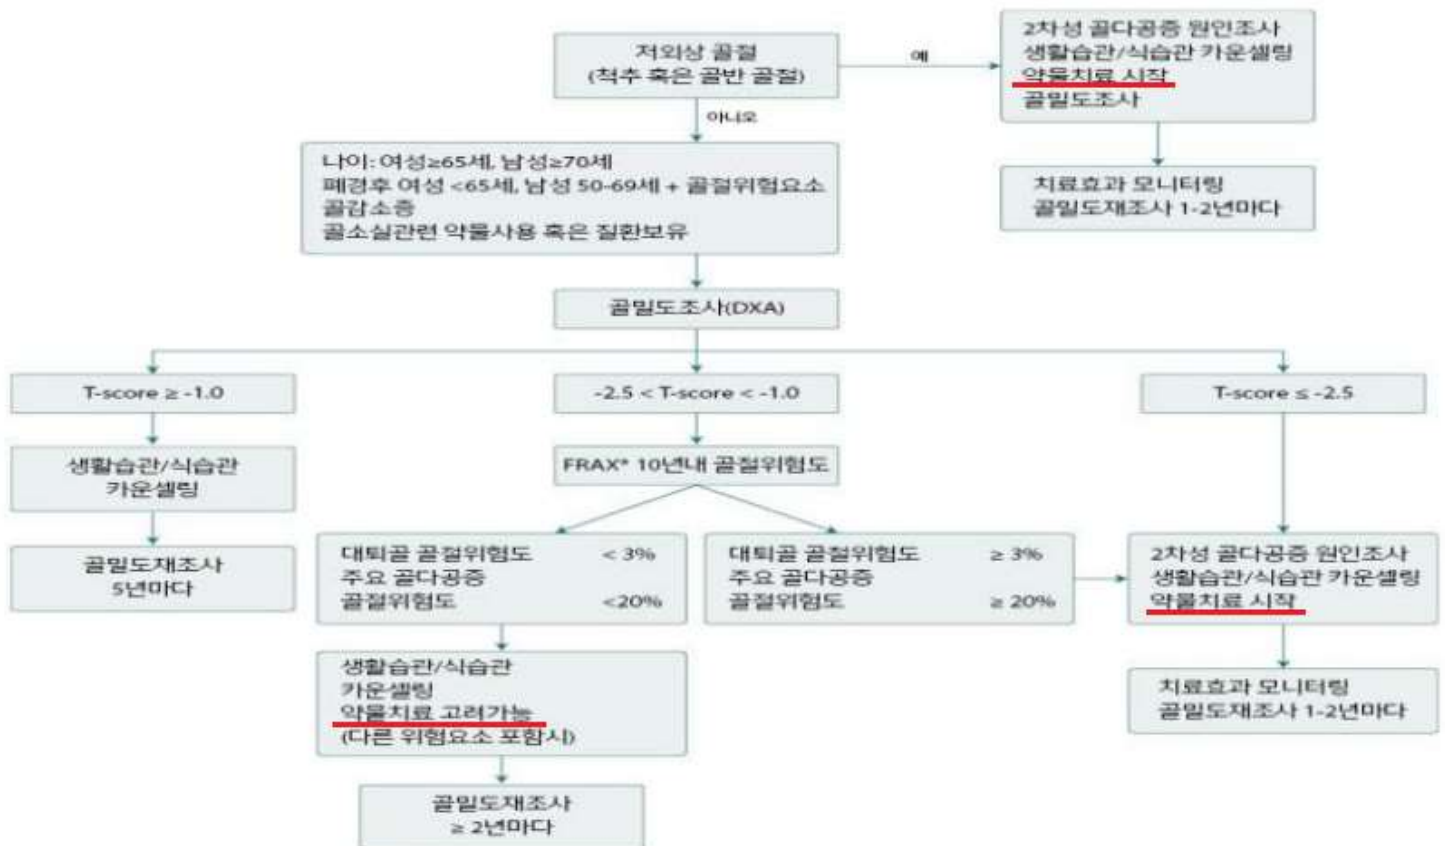 저외상 골절
(척추 혹은 골반 골절)
예
2차성 골다공증 원인조사
생활습관/식습관 카운셀링
약물치료 시작
골밀도조사
아니오
치료효과 모니터링
골밀도재조사 1-2년마다
나이: 여성≥65세, 남성≥70세
폐경후 여성 <65세, 남성 50-69세 + 골절위험요소
골감소증
골소실관련 약물사용 혹은 질환보유
골밀도조사(DXA)
T-score ≥ -1.0
-2.5 < T-score < -1.0
T-score ≤ -2.5
생활습관/식습관
카운셀링
FRAX* 10년내 골절위험도
골밀도재조사
5년마다
대퇴골 골절위험도 < 3%
주요 골다공증
골절위험도 <20%
대퇴골 골절위험도 ≥ 3%
주요 골다공증
골절위험도 ≥ 20%
2차성 골다공증 원인조사
생활습관/식습관 카운셀링
약물치료 시작
생활습관/식습관
카운셀링
약물치료 고려가능
(다른 위험요소 포함시)
치료효과 모니터링
골밀도재조사 1-2년마다
골밀도재조사
≥ 2년마다